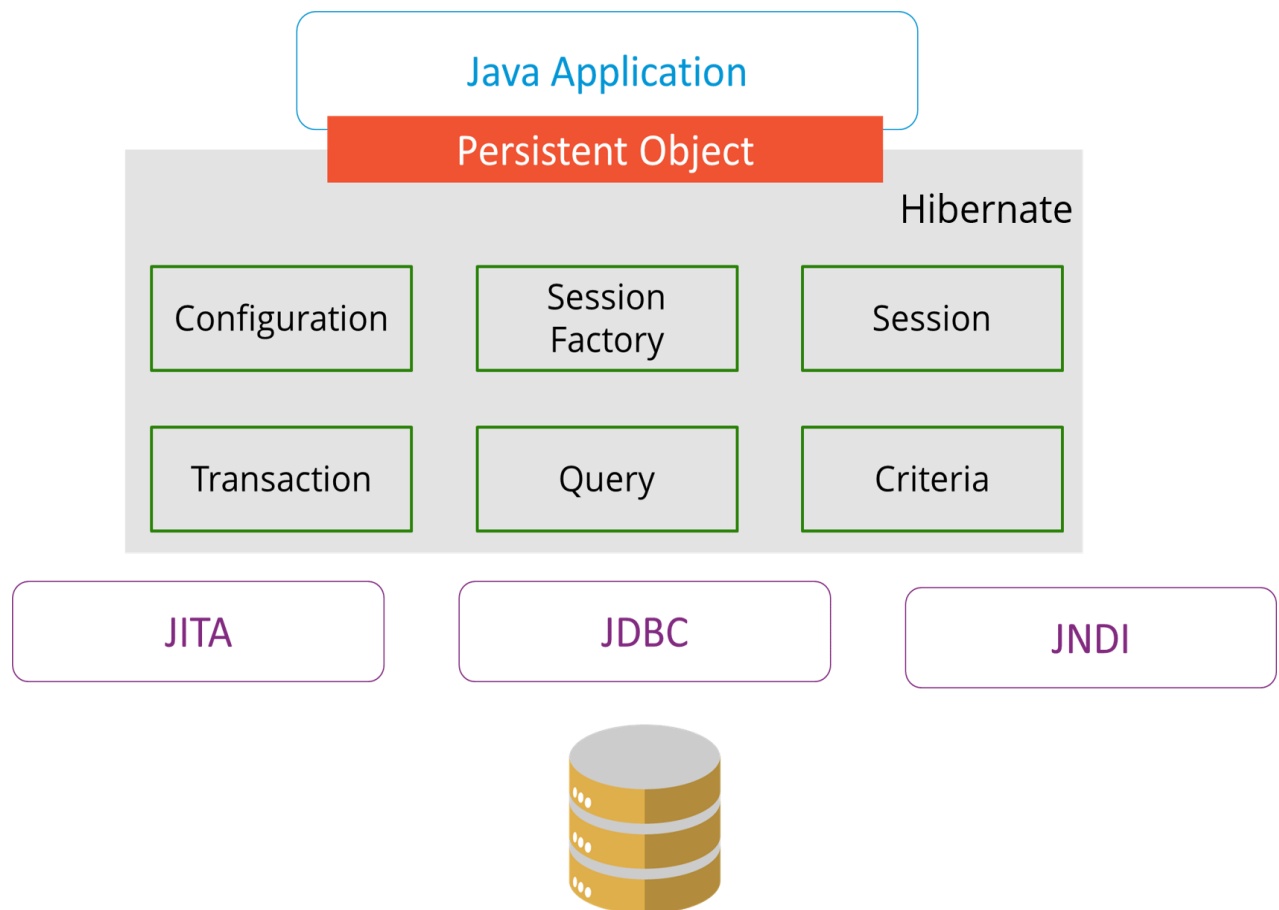 Java Application
Persistent Object
Hibernate
Configuration
Session
Factory
Session
Transaction
Query
Criteria
JITA
JDBC
JNDI